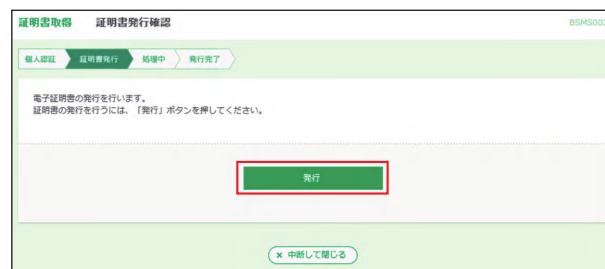 証明書取得 証明書発行確認 BSMS002
個人認証 証明書発行 処理中 発行完了
電子証明書の発行を行います。
証明書の発行を行うには、「発行」ボタンを押してください。
発行
× 中断して閉じる